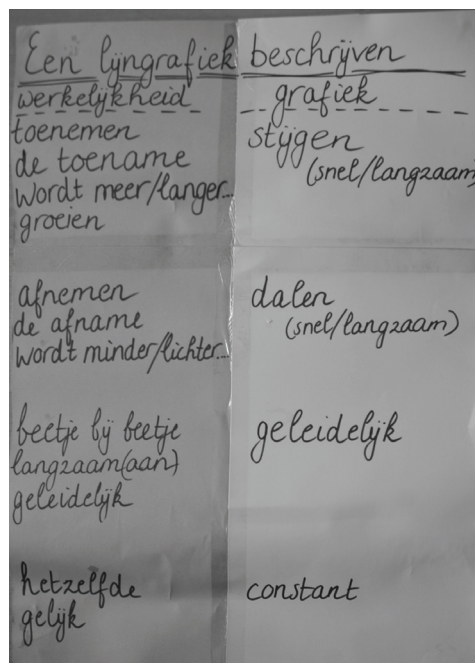 Een lijngrafiek beschrijven
werkelijkheid
grafiek
toenemen
de toename
wordt meer/langer...
groeien
stijgen
(snel/langzaam
afnemen
de afname
wordt minder/lichter...
dalen
(snel/langzaam)
beetje bij beetje
langzaam(aan)
geleidelijk
geleidelijk
hetzelfde
gelijk
constant